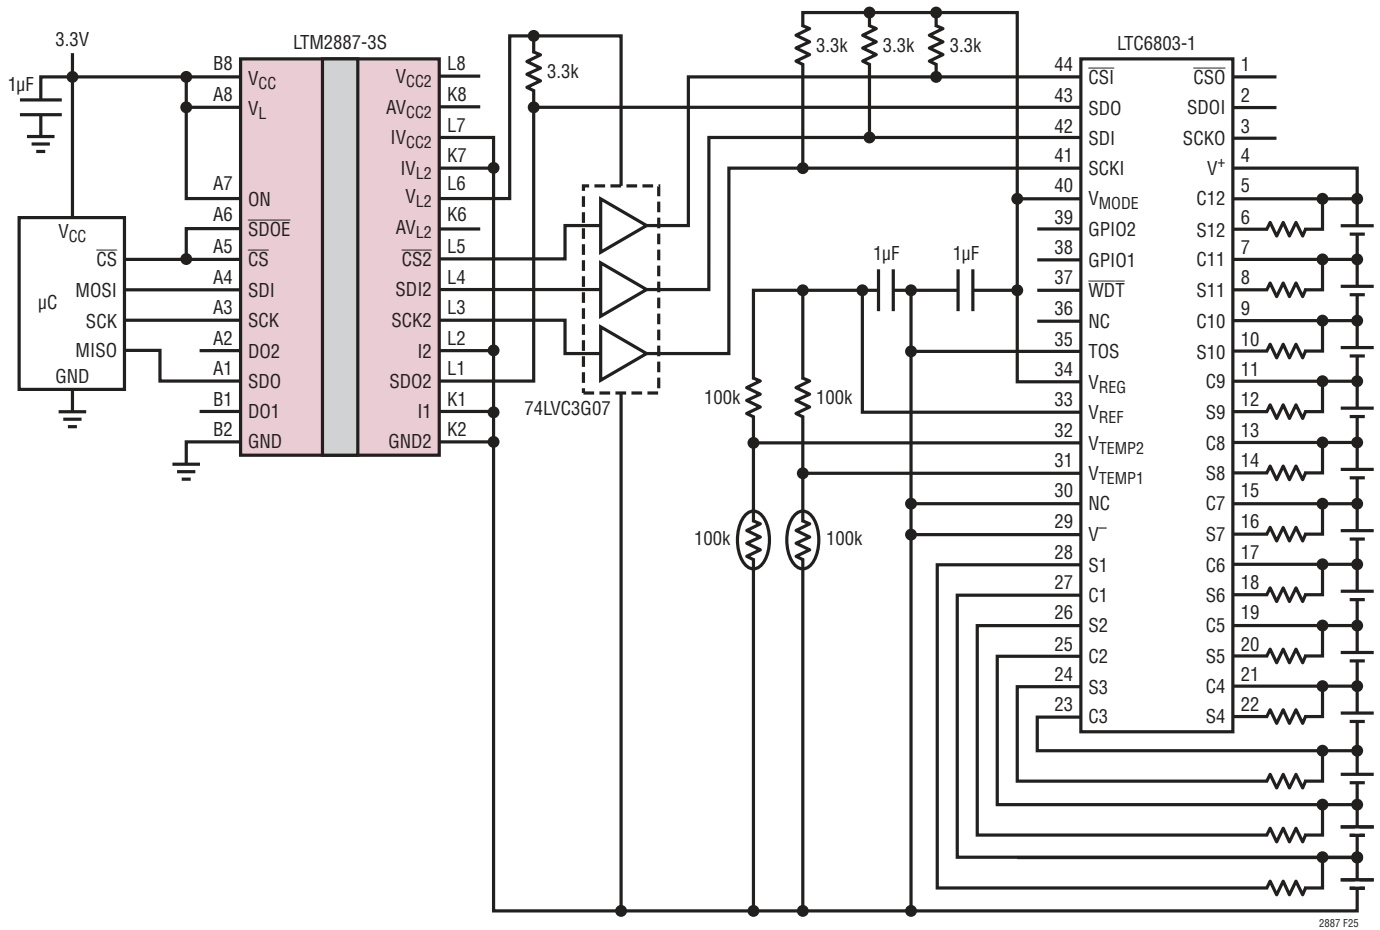 3.3V
1µF
LTM2887-3S
B8 VCC
A8 VL
A7 ON
A6 SDOE
A5 CS
A4 SDI
A3 SCK
A2 DO2
A1 SDO
B1 DO1
B2 GND
VCC
CS
MOSI
µC
SCK
MISO
GND
VCC2 L8
AVCC2 K8
IVCC2 L7
IVL2 K7
VL2 L6
AVL2 K6
CS2 L5
SDI2 L4
SCK2 L3
I2 L2
SDO2 L1
I1 K1
GND2 K2
3.3k
74LVC3G07
3.3k 3.3k 3.3k
1µF 1µF
100k 100k
100k 100k
LTC6803-1
44 CSI
43 SDO
42 SDI
41 SCKI
40 VMODE
39 GPIO2
38 GPIO1
37 WDT
36 NC
35 TOS
34 VREG
33 VREF
32 VTEMP2
31 VTEMP1
30 NC
29 V–
28 S1
27 C1
26 S2
25 C2
24 S3
23 C3
CSO 1
SDOI 2
SCKO 3
V+ 4
C12 5
S12 6
C11 7
S11 8
C10 9
S10 10
C9 11
S9 12
C8 13
S8 14
C7 15
S7 16
C6 17
S6 18
C5 19
S5 20
C4 21
S4 22
2887 F25